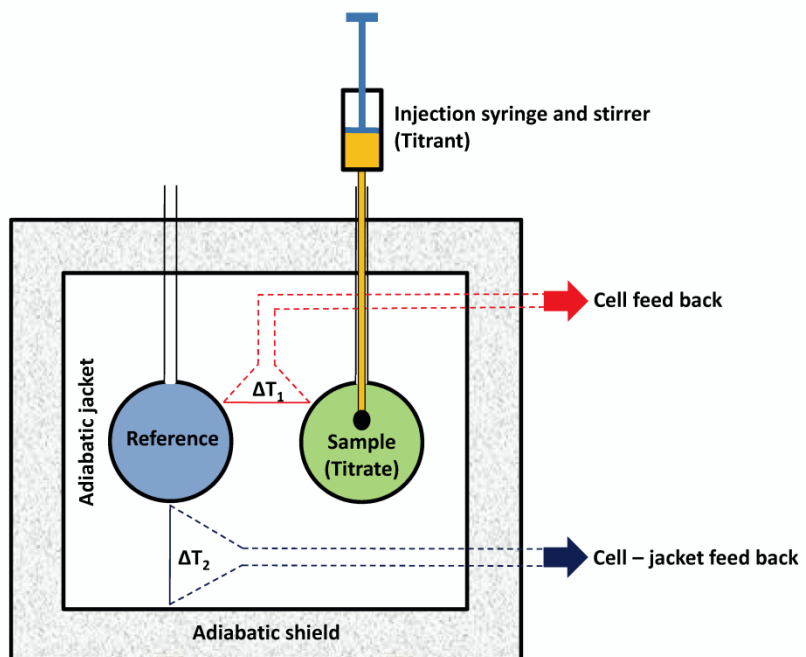 Injection syringe and stirrer
(Titrant)
Cell feed back
Adiabatic jacket
ΔT1
Reference
Sample
(Titrate)
ΔT2
Cell – jacket feed back
Adiabatic shield